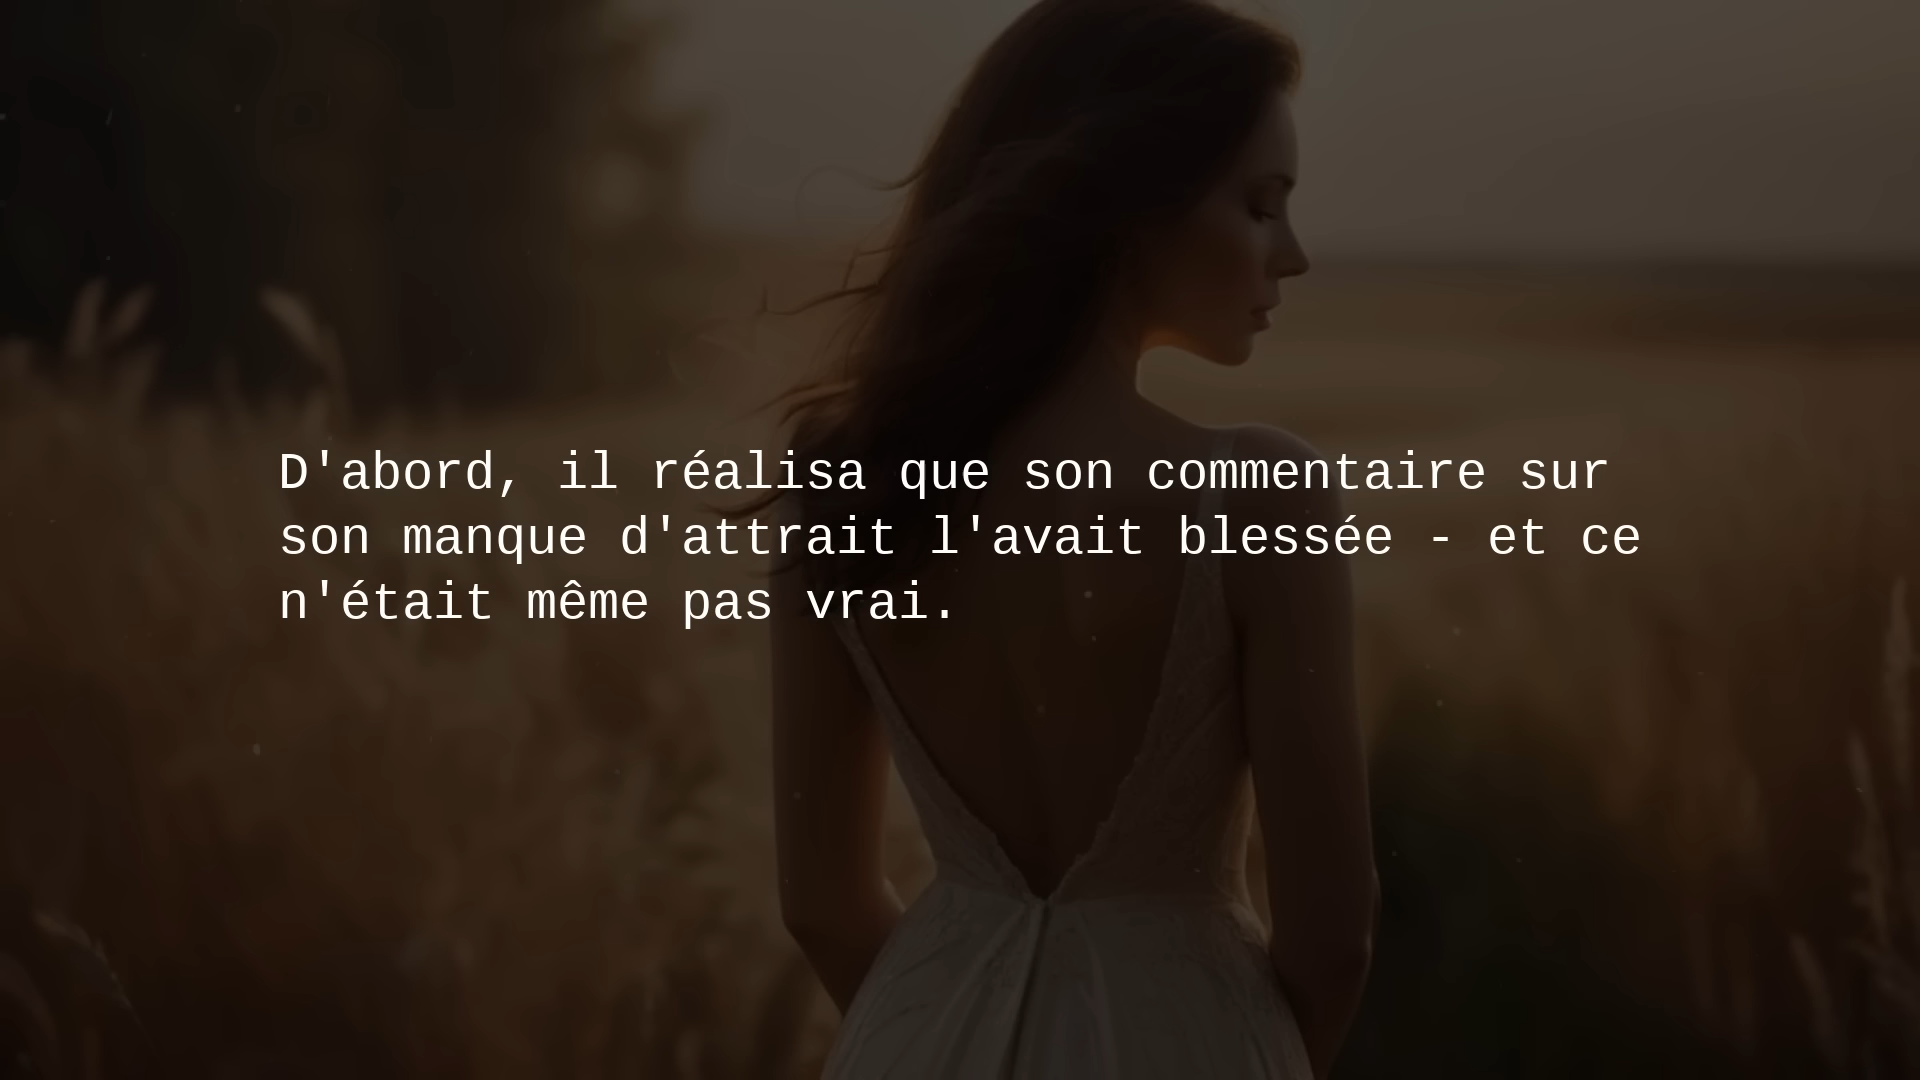 D'abord, il réalisa que son commentaire sur
son manque d'attrait l'avait blessée - et ce
n'était même pas vrai.